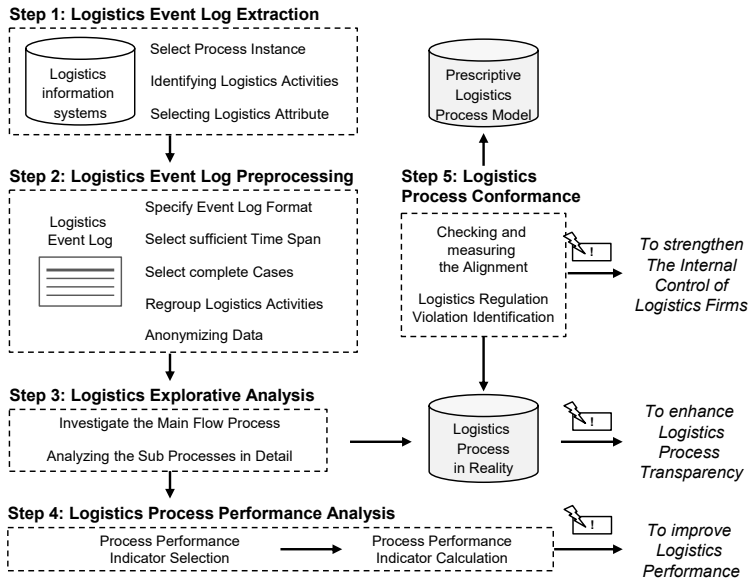 Step 1: Logistics Event Log Extraction
Logistics
information
systems
Select Process Instance
Identifying Logistics Activities
Selecting Logistics Attribute
Prescriptive
Logistics
Process Model
Step 2: Logistics Event Log Preprocessing
Logistics
Event Log
Specify Event Log Format
Select sufficient Time Span
Select complete Cases
Regroup Logistics Activities
Anonymizing Data
Step 5: Logistics
Process Conformance
Checking and
measuring
the Alignment
Logistics Regulation
Violation Identification
!
To strengthen
The Internal
Control of
Logistics Firms
Step 3: Logistics Explorative Analysis
Investigate the Main Flow Process
Analyzing the Sub Processes in Detail
Logistics
Process
in Reality
!
To enhance
Logistics
Process
Transparency
Step 4: Logistics Process Performance Analysis
Process Performance
Indicator Selection
Process Performance
Indicator Calculation
!
To improve
Logistics
Performance